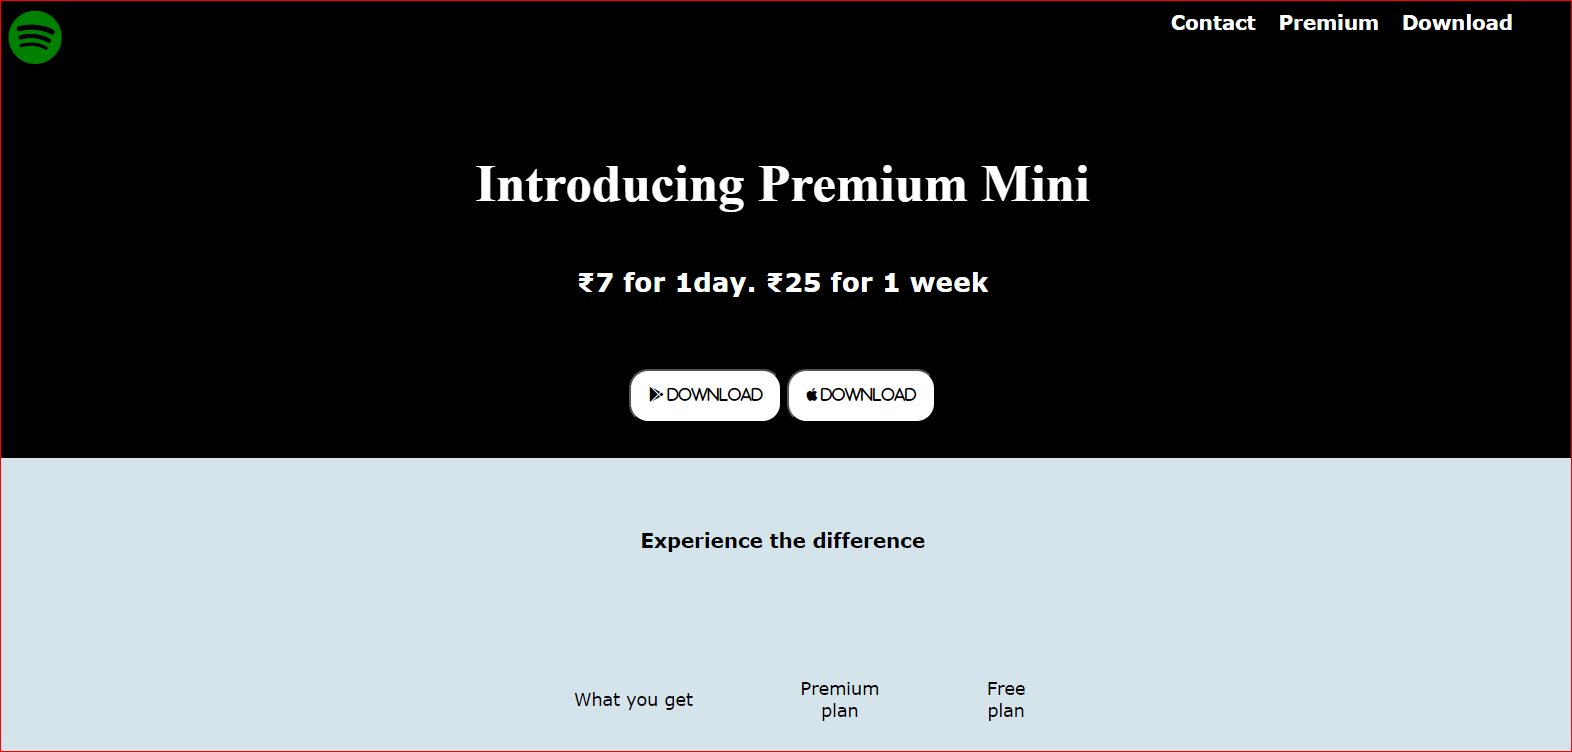 Contact Premium Download
Introducing Premium Mini
₹7 for 1day. ₹25 for 1 week
DOWNLOAD DOWNLOAD
Experience the difference
What you get
Premium
plan
Free
plan